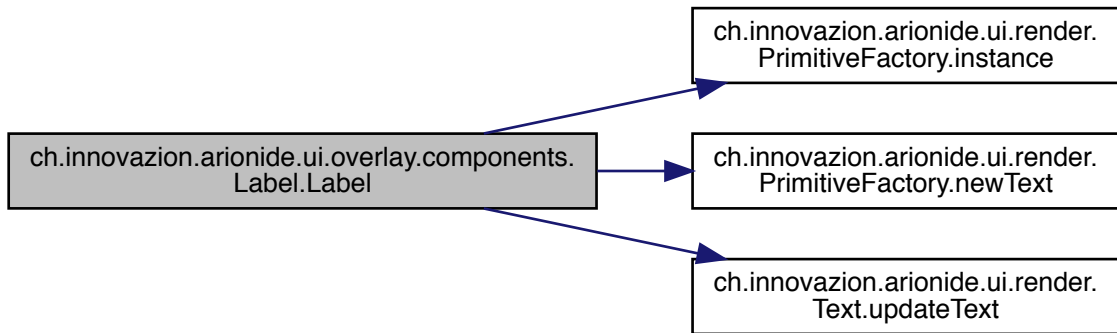 ch.innovazion.arionide.ui.render.
PrimitiveFactory.instance
ch.innovazion.arionide.ui.overlay.components.
Label.Label
ch.innovazion.arionide.ui.render.
PrimitiveFactory.newText
ch.innovazion.arionide.ui.render.
Text.updateText